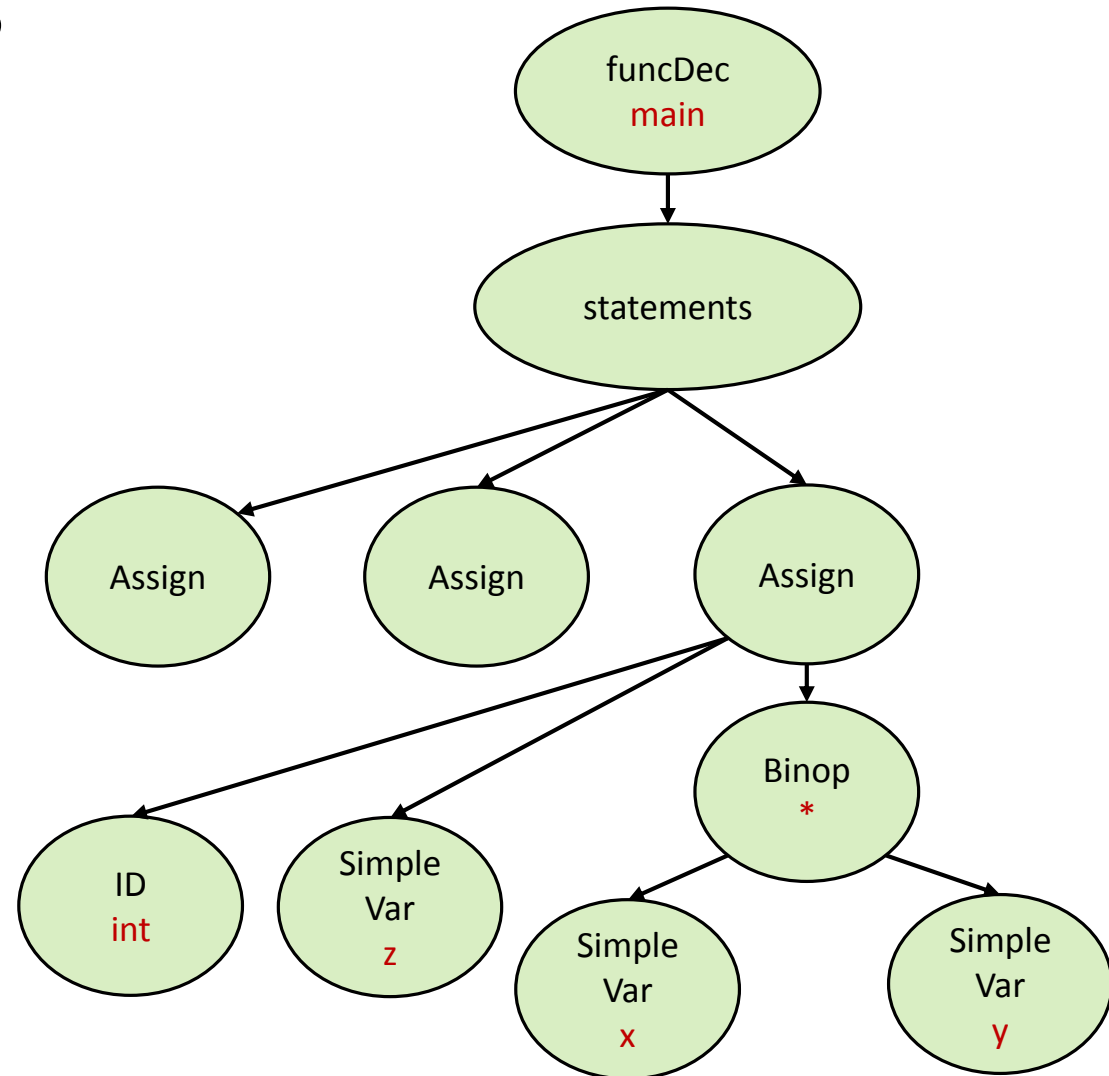 funcDec
main
statements
Assign
Assign
Assign
Binop
*
ID
int
Simple
Var
z
Simple
Var
x
Simple
Var
y